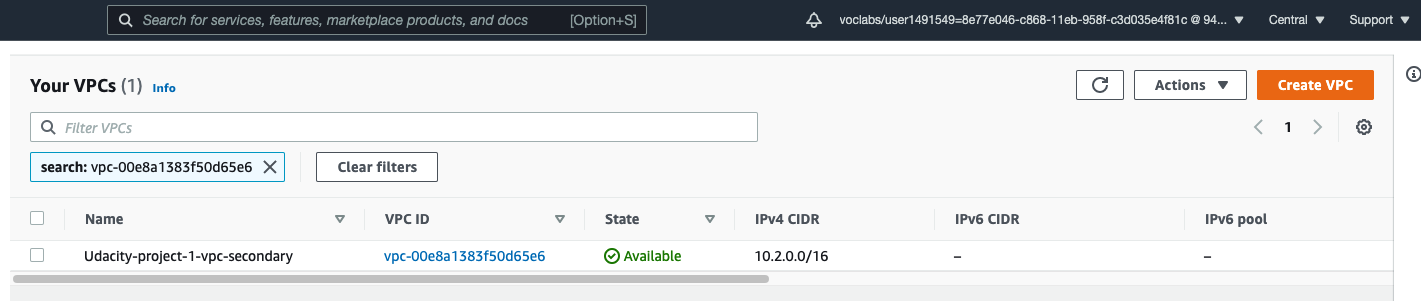 Search for services, features, marketplace products, and docs [Option+S] voclabs/user1491549=8e77e046-c868-11eb-958f-c3d035e4f81c @ 94... Central Support
Your VPCs (1) Info Actions Create VPC
Filter VPCs 1
search: vpc-00e8a1383f50d65e6 Clear filters
Name VPC ID State IPv4 CIDR IPv6 CIDR IPv6 pool
Udacity-project-1-vpc-secondary vpc-00e8a1383f50d65e6 Available 10.2.0.0/16 – –